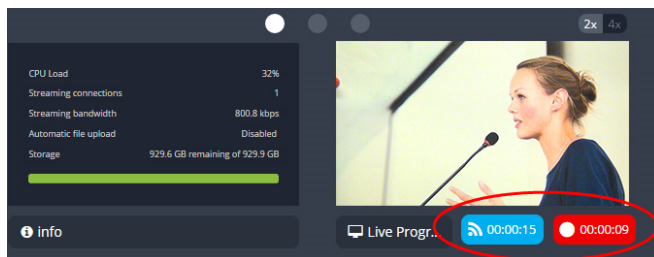 2x 4x
CPU Load 32%
Streaming connections 1
Streaming bandwidth 800.8 kbps
Automatic file upload Disabled
Storage 929.6 GB remaining of 929.9 GB
info
Live Progr... 00:00:15 00:00:09